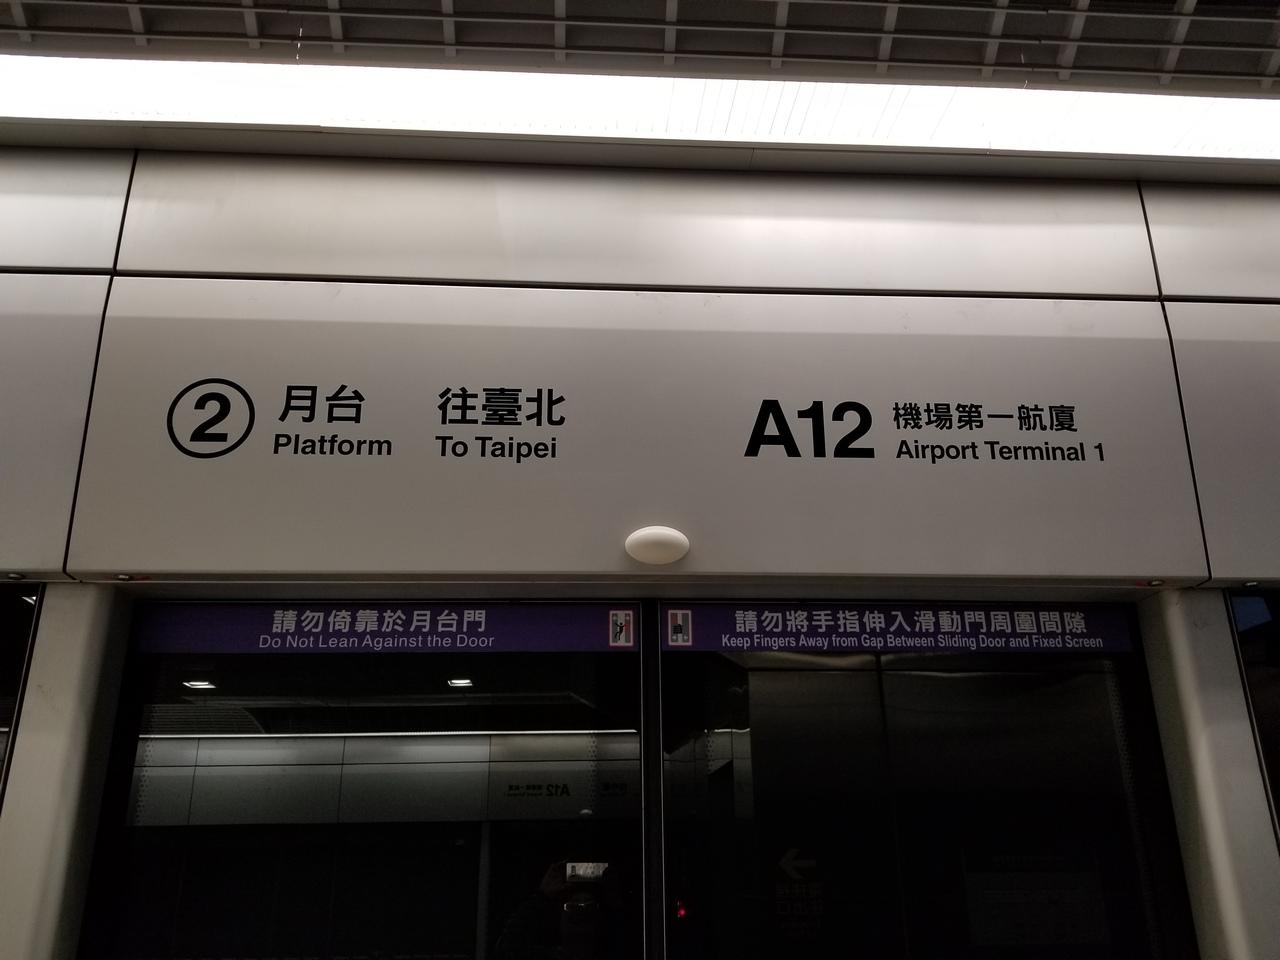 2 月台 往臺北
Platform To Taipei
A12 機場第一航廈
Airport Terminal 1
請勿倚靠於月台門
Do Not Lean Against the Door
請勿將手指伸入滑動門周圍間隙
Keep Fingers Away from Gap Between Sliding Door and Fixed Screen
A12